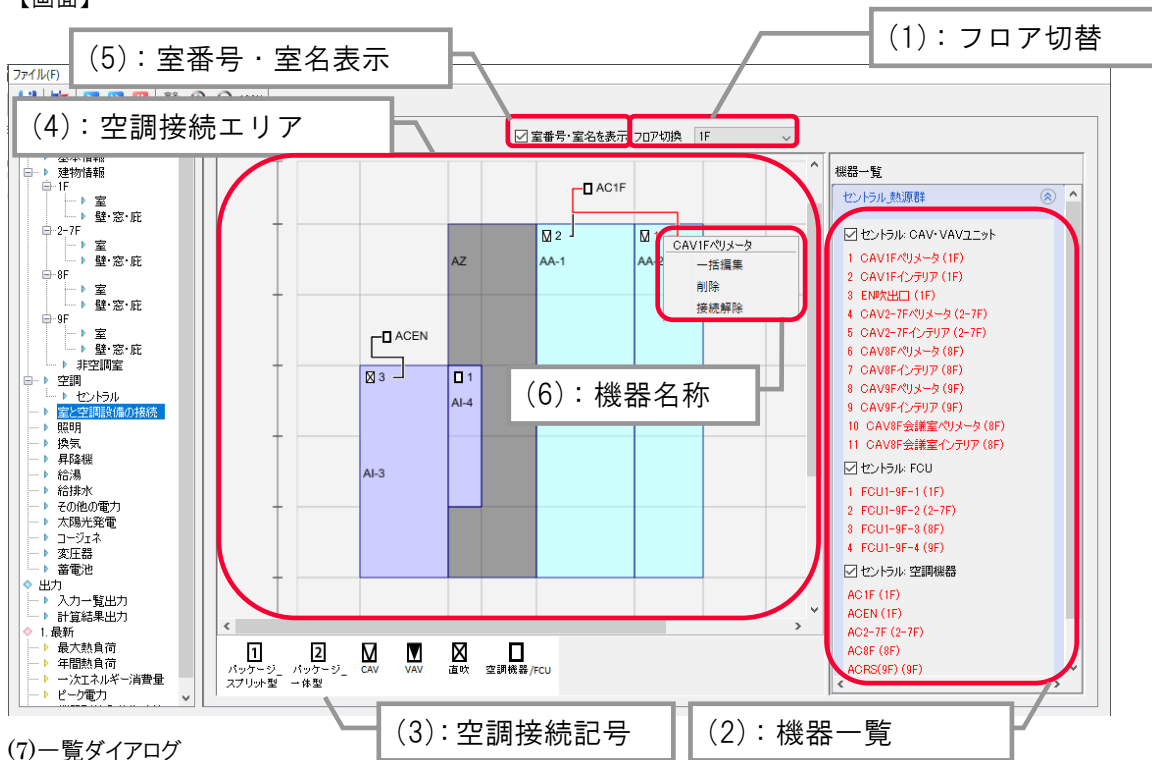 【画面】
(5)：室番号・室名表示
(1)：フロア切替
ファイル(F)
(4)：空調接続エリア
室番号・室名を表示
フロア切換
1F
基本情報
建物情報
1F
室
壁・窓・庇
2-7F
室
壁・窓・庇
8F
室
壁・窓・庇
9F
室
壁・窓・庇
非空調室
空調
セントラル
室と空調設備の接続
照明
換気
昇降機
給湯
給排水
その他の電力
太陽光発電
コージェネ
変圧器
蓄電池
出力
入力一覧出力
計算結果出力
1.最新
最大熱負荷
年間熱負荷
一次エネルギー消費量
ピーク電力
AC1F
2
AZ
AA-1
AA-2
CAV1Fペリメータ
一括編集
削除
接続解除
ACEN
3
1
AI-4
AI-3
(6)：機器名称
機器一覧
セントラル_熱源群
セントラル: CAV・VAVユニット
1 CAV1Fペリメータ (1F)
2 CAV1Fインテリア (1F)
3 EN吹出口 (1F)
4 CAV2-7Fペリメータ (2-7F)
5 CAV2-7Fインテリア (2-7F)
6 CAV8Fペリメータ (8F)
7 CAV8Fインテリア (8F)
8 CAV9Fペリメータ (9F)
9 CAV9Fインテリア (9F)
10 CAV8F会議室ペリメータ (8F)
11 CAV8F会議室インテリア (8F)
セントラル: FCU
1 FCU1-9F-1 (1F)
2 FCU1-9F-2 (2-7F)
3 FCU1-9F-3 (8F)
4 FCU1-9F-4 (9F)
セントラル: 空調機器
AC1F (1F)
ACEN (1F)
AC2-7F (2-7F)
AC8F (8F)
ACRS(9F) (9F)
1
パッケージ_
スプリット型
2
パッケージ_
一体型
CAV
VAV
直吹
空調機器/FCU
(3)：空調接続記号
(2)：機器一覧
(7)一覧ダイアログ